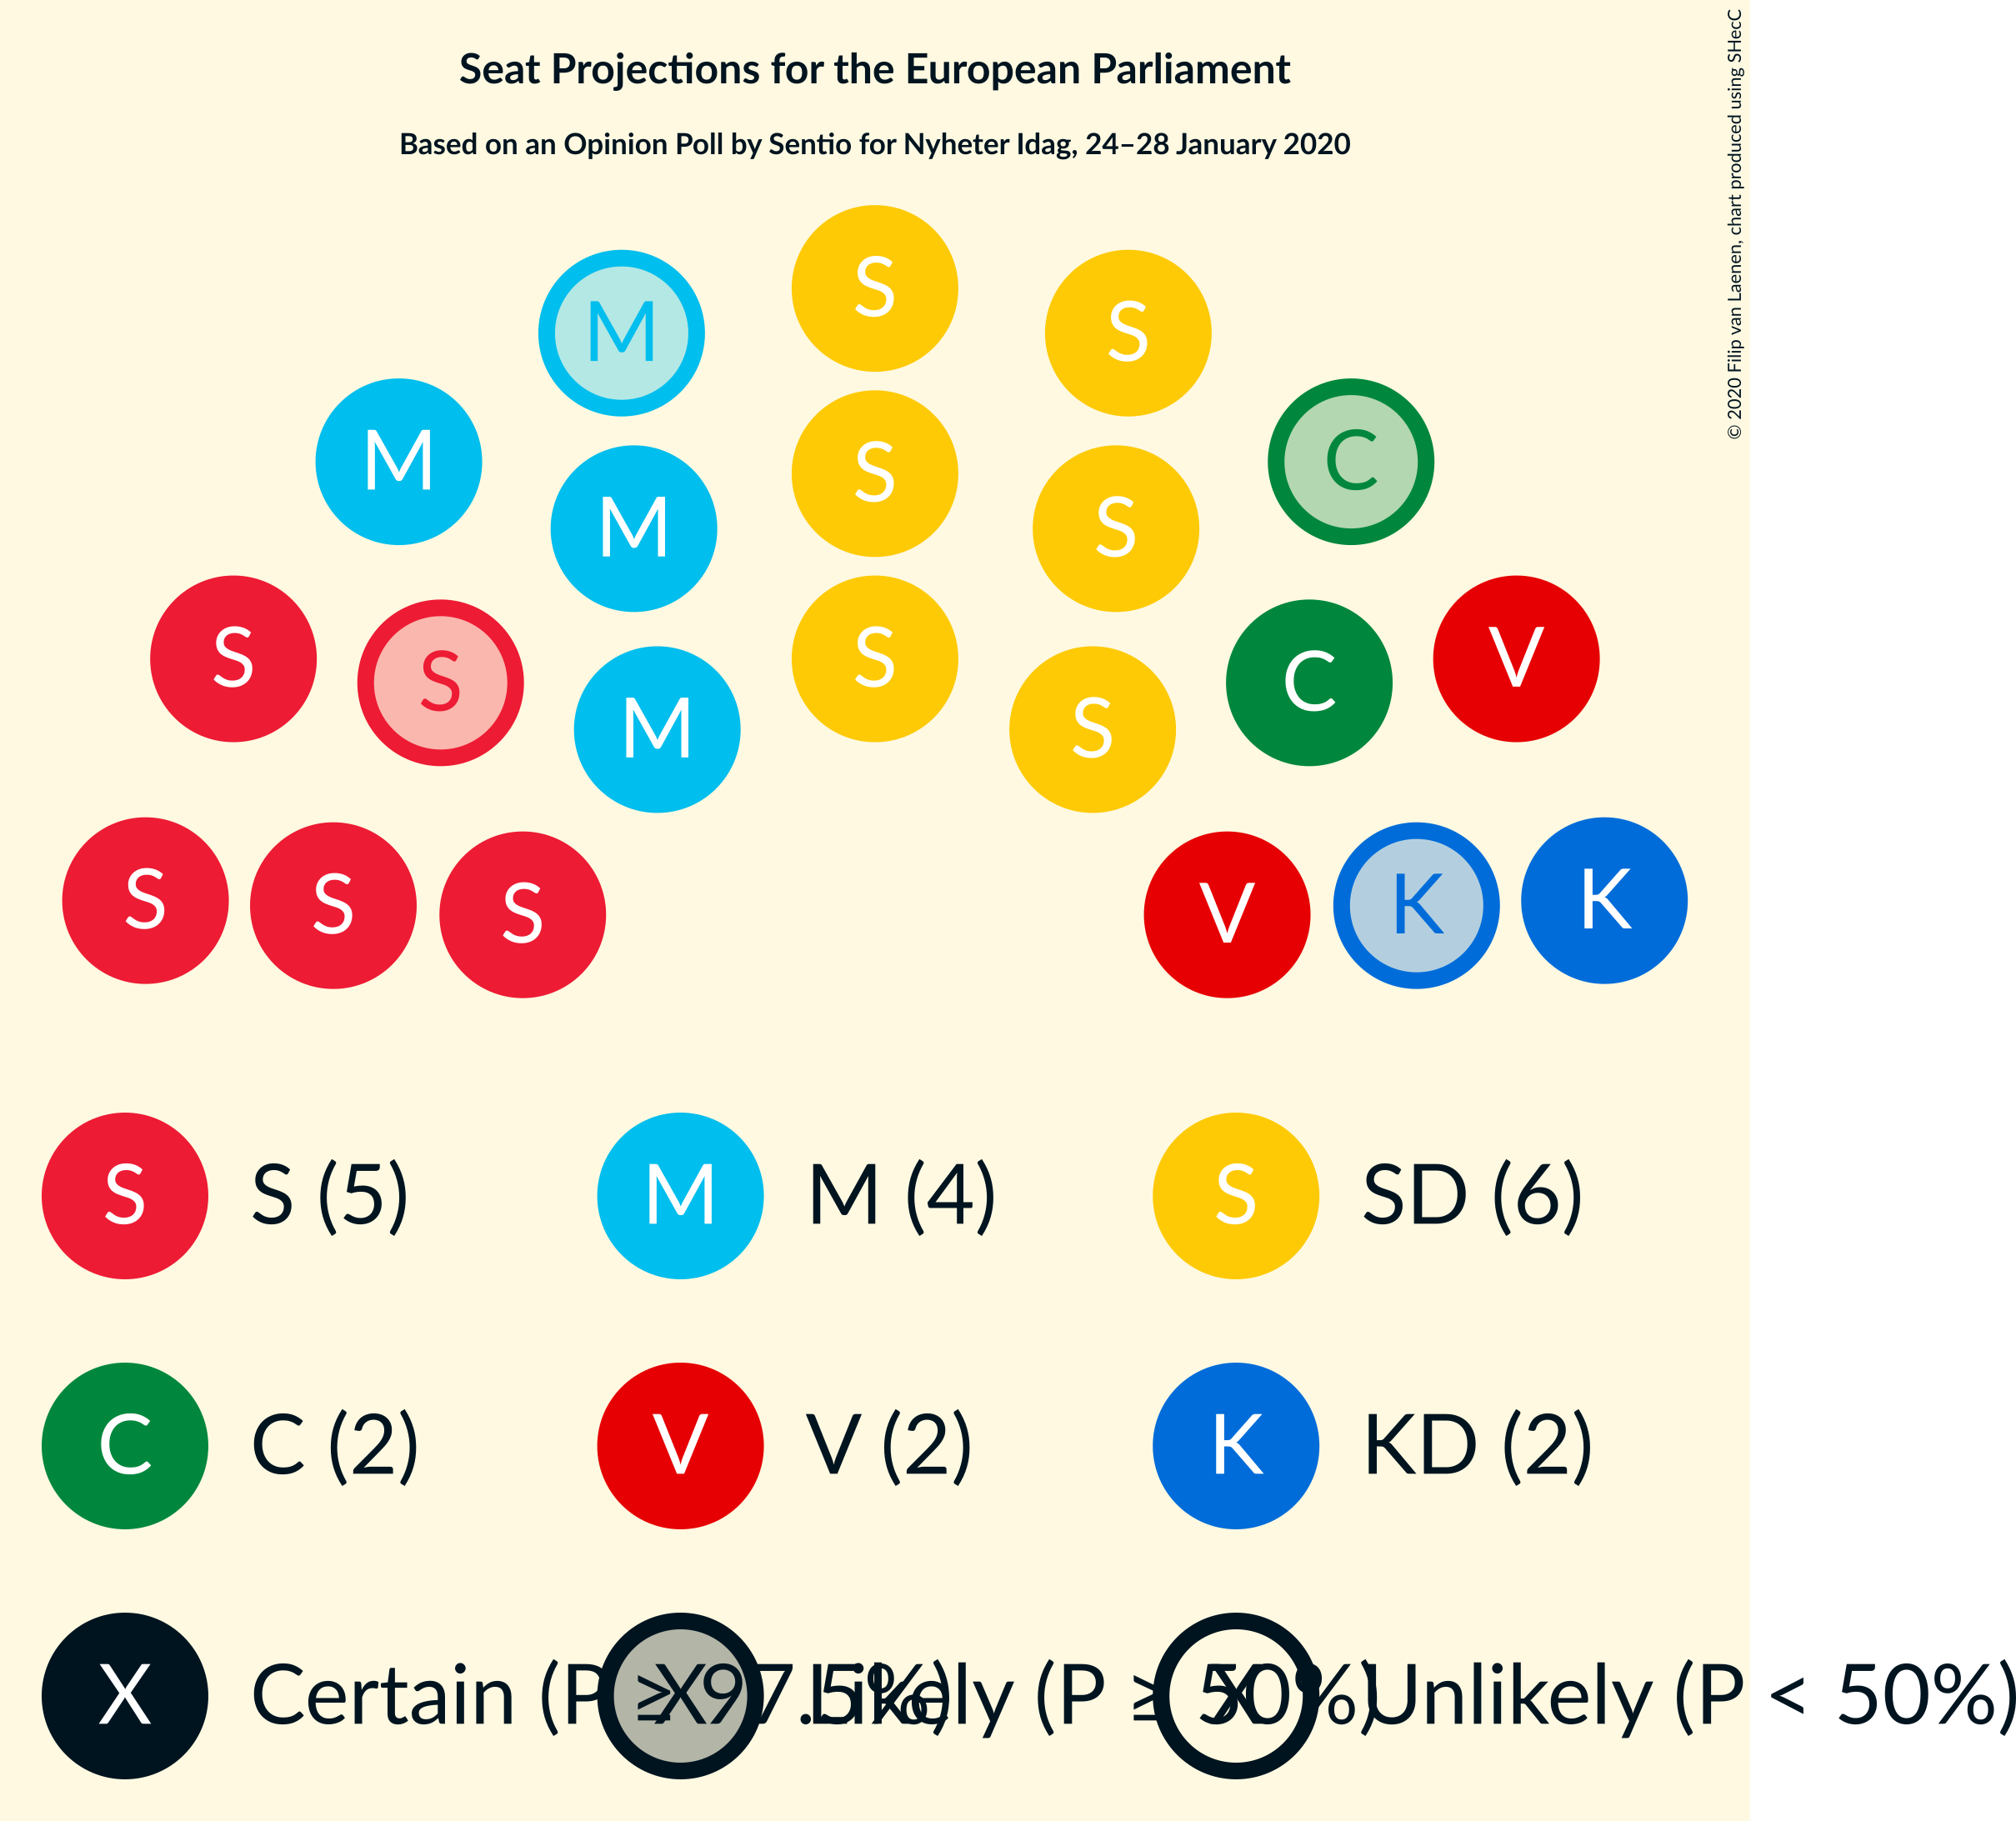 Seat Projections for the European Parliament
Based on an Opinion Poll by Sentio for Nyheter Idag, 24–28 January 2020
© 2020 Filip van Laenen, chart produced using SHecC
S
M S
M S
M S C
S S M S C V
M S
S S S V K K
S S (5) M M (4) S SD (6)
C C (2) V V (2) K KD (2)
X Certain (P ≥ 97.5%) X Likely (P ≥ 50%) X Unlikely (P < 50%)